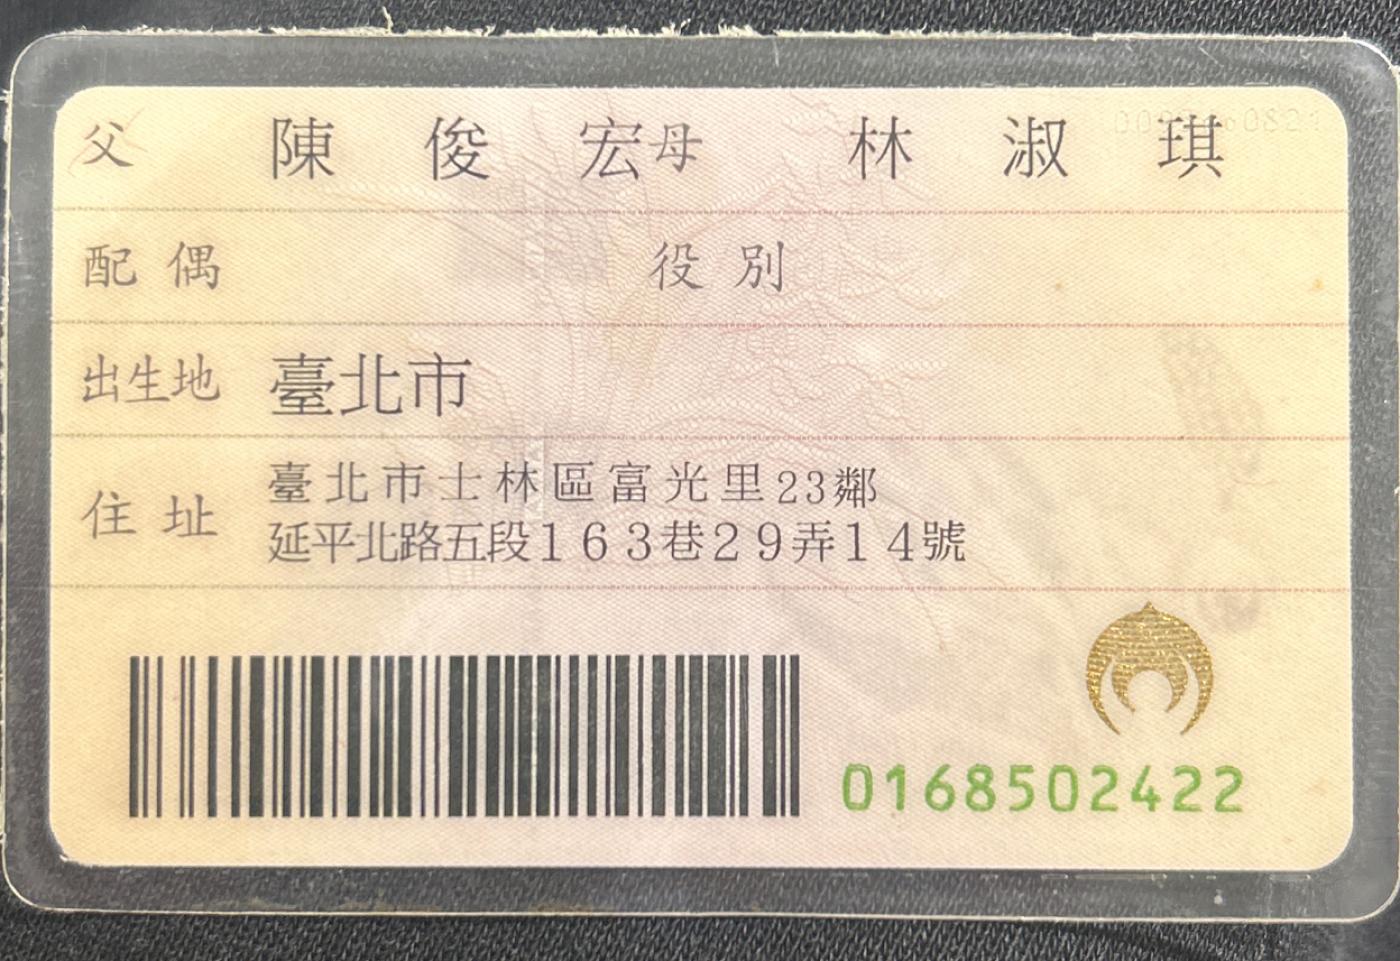 父 陳俊宏 母 林淑琪
配偶 役別
出生地 臺北市
住址 臺北市士林區富光里23鄰
延平北路五段163巷29弄14號
0168502422